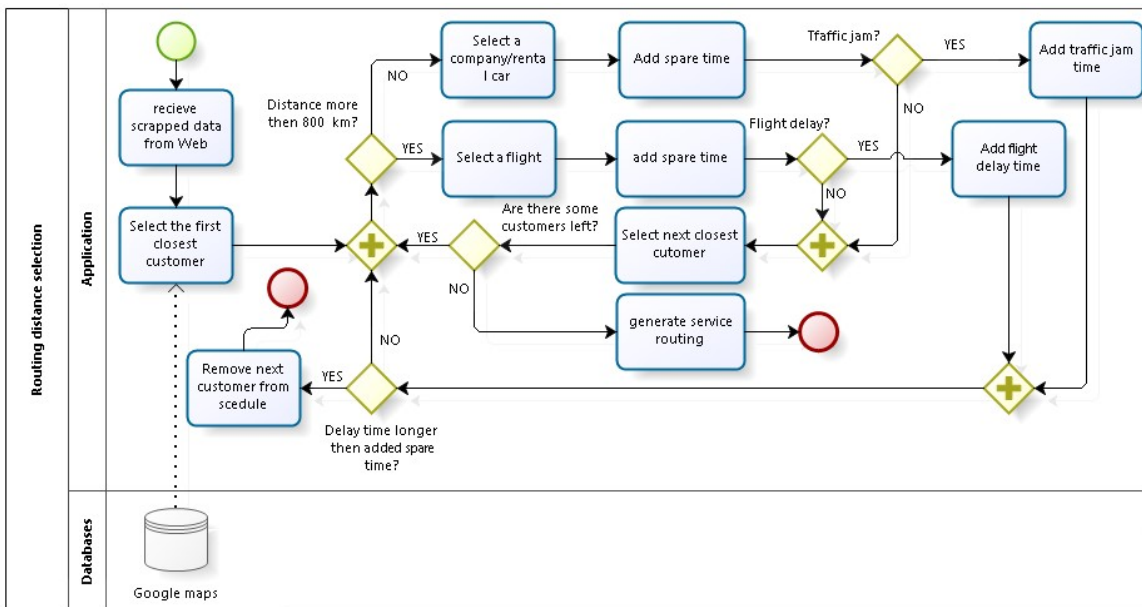 Routing distance selection
Application
Databases
recieve
scrapped data
from Web
Select the first
closest
customer
Distance more
then 800 km?
NO
YES
Select a
company/renta
l car
Add spare time
Tfaffic jam?
YES
NO
Add traffic jam
time
Select a flight
add spare time
Flight delay?
YES
NO
Add flight
delay time
Are there some
customers left?
YES
NO
Select next closest
cutomer
generate service
routing
Remove next
customer from
scedule
YES
NO
Delay time longer
then added spare
time?
Google maps